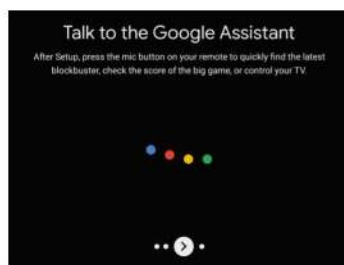 Talk to the Google Assistant
After Setup, press the mic button on your remote to quickly find the latest
blockbuster, check the score of the big game, or control your TV.